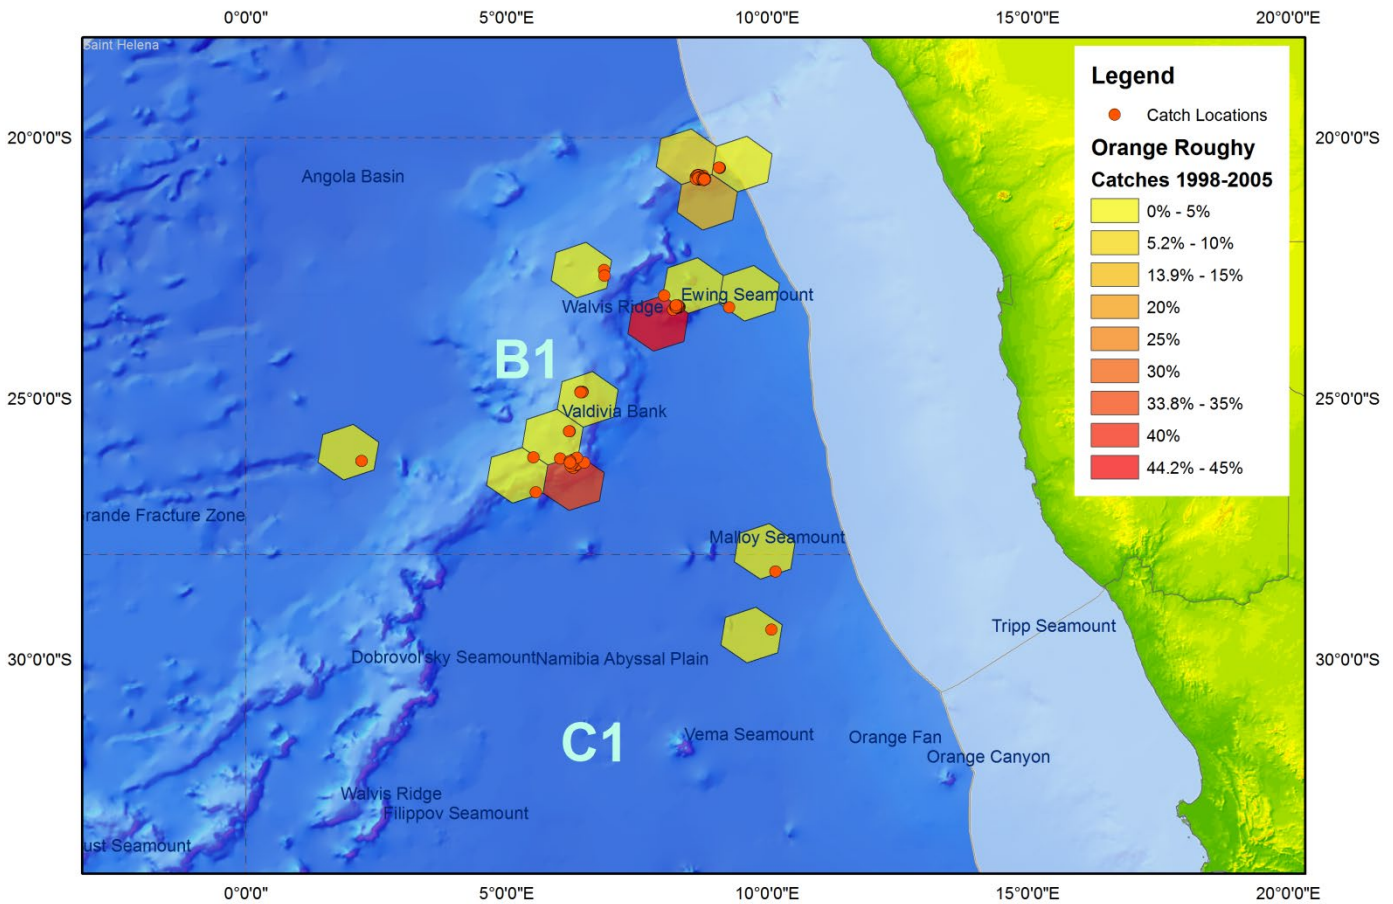 0°0'0" 5°0'0"E 10°0'0"E 15°0'0"E 20°0'0"E
Saint Helena
Legend
Catch Locations
Orange Roughy
Catches 1998-2005
0% - 5%
5.2% - 10%
13.9% - 15%
20%
25%
30%
33.8% - 35%
40%
44.2% - 45%
20°0'0"S 20°0'0"S
Angola Basin
Ewing Seamount
Walvis Ridge
B1
25°0'0"S 25°0'0"S
Valdivia Bank
rande Fracture Zone
Malloy Seamount
Tripp Seamount
30°0'0"S 30°0'0"S
Dobrovol'sky Seamount Namibia Abyssal Plain
C1
Vema Seamount Orange Fan
Orange Canyon
Walvis Ridge
Filippov Seamount
ust Seamount
0°0'0" 5°0'0"E 10°0'0"E 15°0'0"E 20°0'0"E